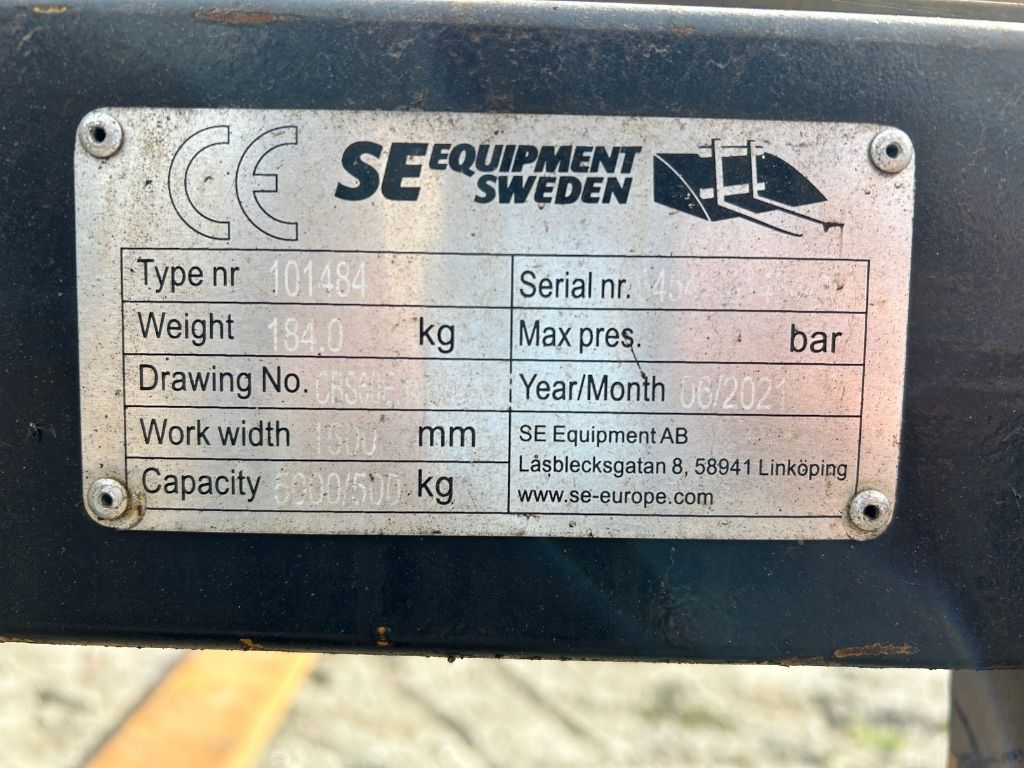 CE
SE EQUIPMENT
SWEDEN
Type nr 101484
Serial nr.
Weight 184.0 kg
Max pres. bar
Drawing No.
Year/Month 06/2021
Work width 1500 mm
SE Equipment AB
Låsblecksgatan 8, 58941 Linköping
www.se-europe.com
Capacity kg